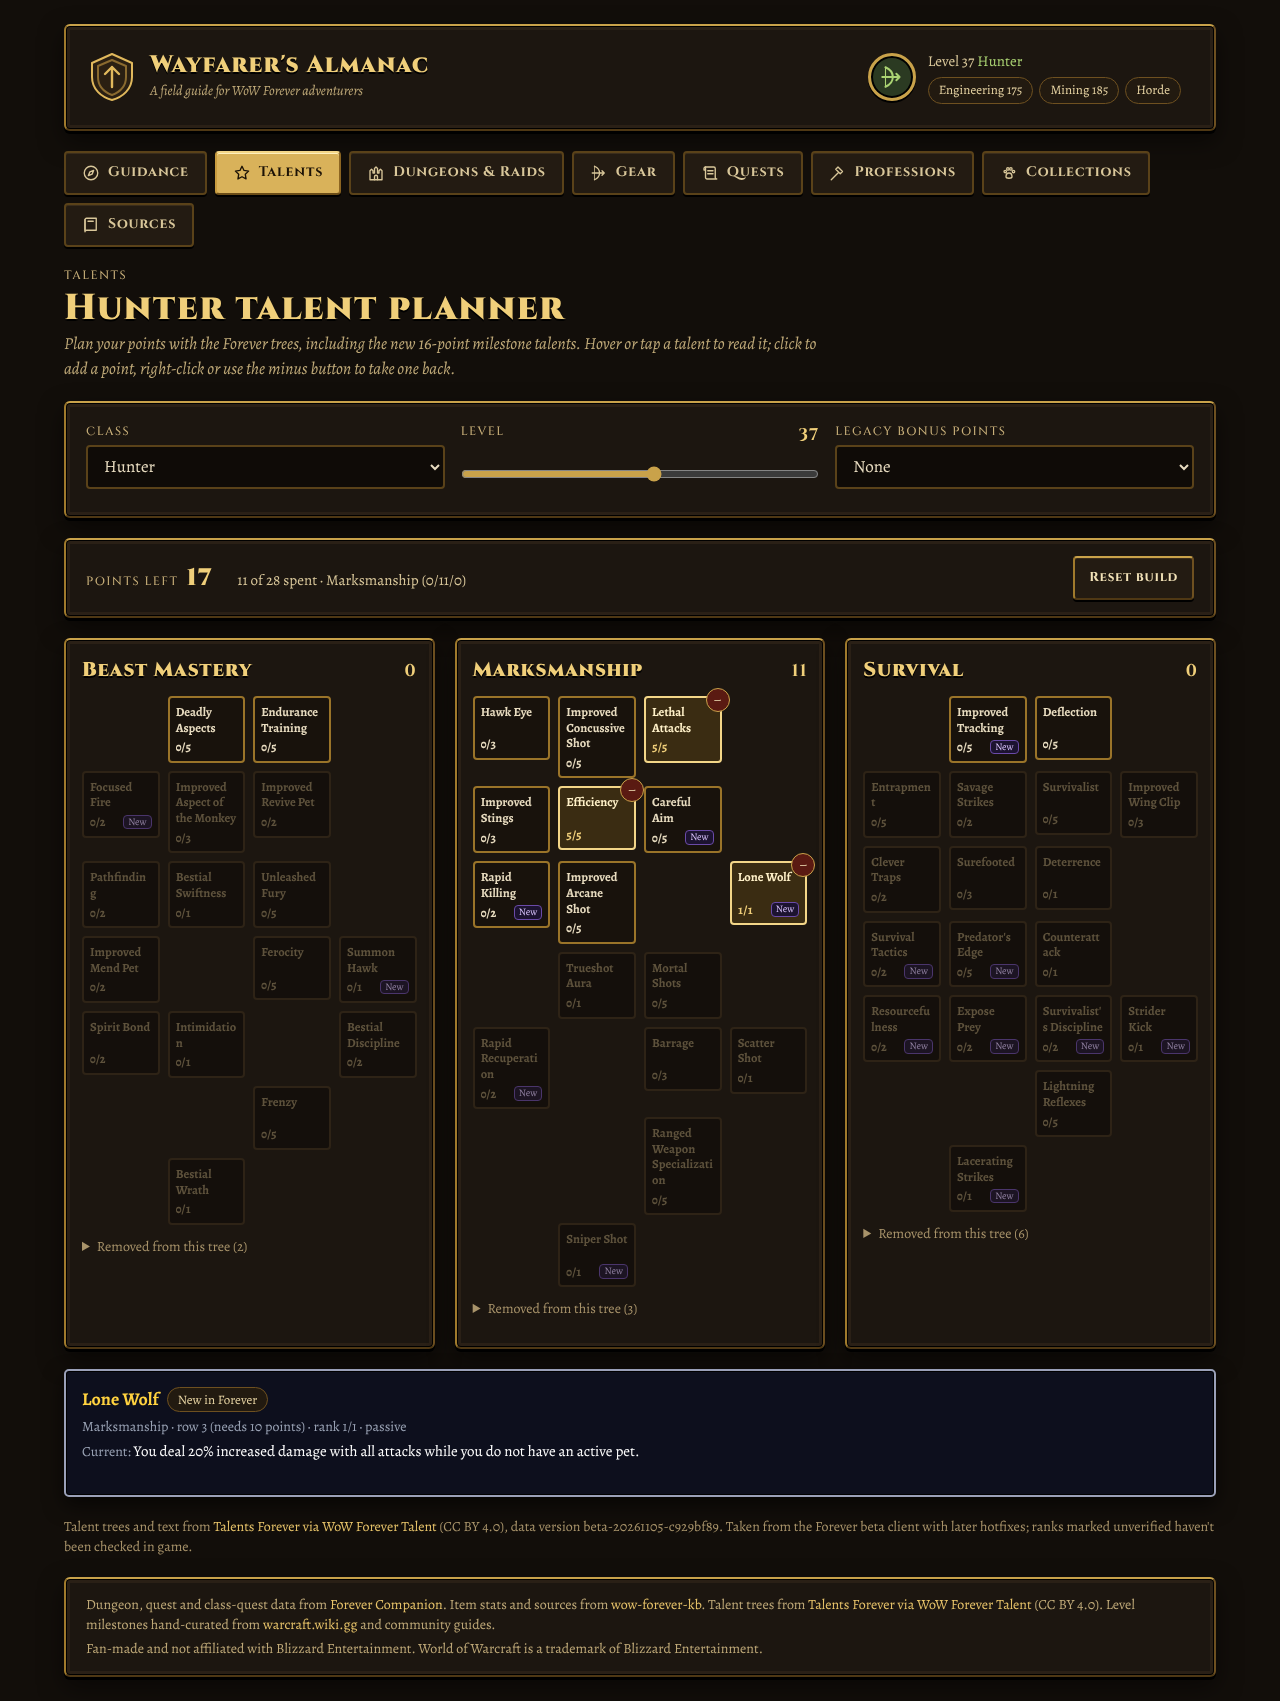 Wayfarer's Almanac
A field guide for WoW Forever adventurers
Level 37 Hunter
Engineering 175 Mining 185 Horde
Guidance Talents Dungeons & Raids Gear Quests Professions Collections
Sources
Talents
Hunter talent planner
Plan your points with the Forever trees, including the new 16-point milestone talents. Hover or tap a talent to read it; click to
add a point, right-click or use the minus button to take one back.
Class
Hunter
Level 37
Legacy bonus points
None
Points left 17 11 of 28 spent · Marksmanship (0/11/0)
Reset build
Beast Mastery 0
Deadly
Aspects
0/5
Endurance
Training
0/5
Focused
Fire
0/2 New
Improved
Aspect of
the Monkey
0/3
Improved
Revive Pet
0/2
Pathfindin
g
0/2
Bestial
Swiftness
0/1
Unleashed
Fury
0/5
Improved
Mend Pet
0/2
Ferocity
0/5
Summon
Hawk
0/1 New
Spirit Bond
0/2
Intimidatio
n
0/1
Bestial
Discipline
0/2
Frenzy
0/5
Bestial
Wrath
0/1
▶ Removed from this tree (2)
Marksmanship 11
Hawk Eye
0/3
Improved
Concussive
Shot
0/5
Lethal
Attacks
5/5
−
Improved
Stings
0/3
Efficiency
5/5
−
Careful
Aim
0/5 New
Rapid
Killing
0/2 New
Improved
Arcane
Shot
0/5
Lone Wolf
1/1 New
−
Trueshot
Aura
0/1
Mortal
Shots
0/5
Rapid
Recuperati
on
0/2 New
Barrage
0/3
Scatter
Shot
0/1
Ranged
Weapon
Specializati
on
0/5
Sniper Shot
0/1 New
▶ Removed from this tree (3)
Survival 0
Improved
Tracking
0/5 New
Deflection
0/5
Entrapmen
t
0/5
Savage
Strikes
0/2
Survivalist
0/5
Improved
Wing Clip
0/3
Clever
Traps
0/2
Surefooted
0/3
Deterrence
0/1
Survival
Tactics
0/2 New
Predator's
Edge
0/5 New
Counteratt
ack
0/1
Resourcefu
lness
0/2 New
Expose
Prey
0/2 New
Survivalist'
s Discipline
0/2 New
Strider
Kick
0/1 New
Lightning
Reflexes
0/5
Lacerating
Strikes
0/1 New
▶ Removed from this tree (6)
Lone Wolf New in Forever
Marksmanship · row 3 (needs 10 points) · rank 1/1 · passive
Current: You deal 20% increased damage with all attacks while you do not have an active pet.
Talent trees and text from Talents Forever via WoW Forever Talent (CC BY 4.0), data version beta-20261105-c929bf89. Taken from the Forever beta client with later hotfixes; ranks marked unverified haven't
been checked in game.
Dungeon, quest and class-quest data from Forever Companion. Item stats and sources from wow-forever-kb. Talent trees from Talents Forever via WoW Forever Talent (CC BY 4.0). Level
milestones hand-curated from warcraft.wiki.gg and community guides.
Fan-made and not affiliated with Blizzard Entertainment. World of Warcraft is a trademark of Blizzard Entertainment.